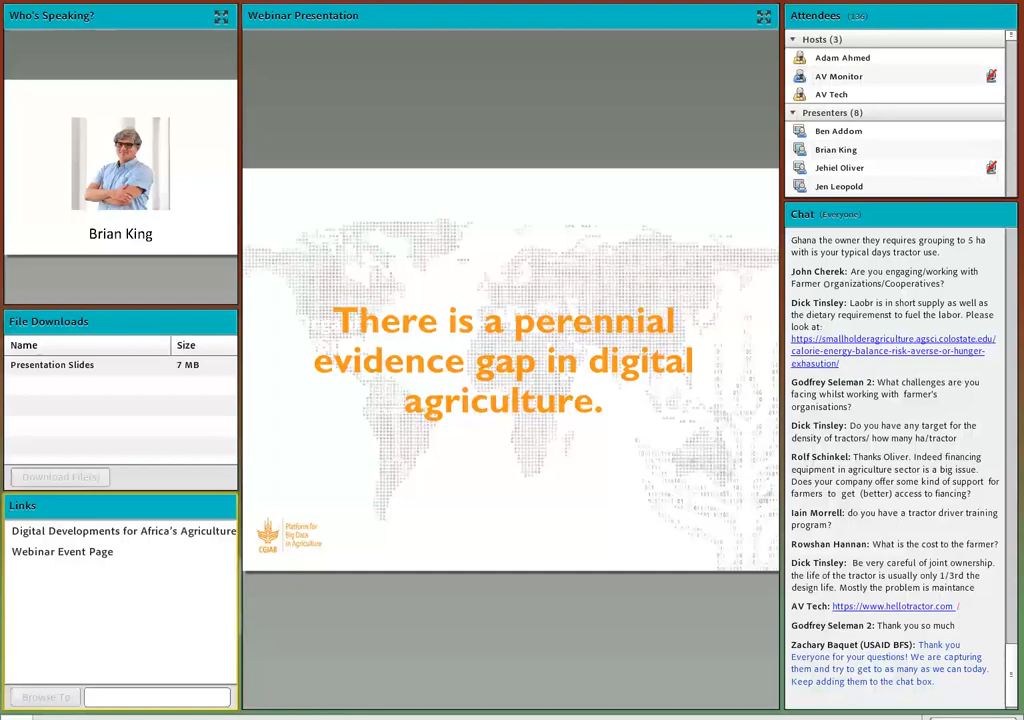 Who's Speaking?
Brian King
File Downloads
Name Size
Presentation Slides 7 MB
Download File(s)
Links
Digital Developments for Africa's Agriculture
Webinar Event Page
Browse To
Webinar Presentation
There is a perennial
evidence gap in digital
agriculture.
CGIAR
Platform for
Big Data
in Agriculture
Attendees (136)
Hosts (3)
Adam Ahmed
AV Monitor
AV Tech
Presenters (8)
Ben Addom
Brian King
Jehiel Oliver
Jen Leopold
Chat (Everyone)
Ghana the owner they requires grouping to 5 ha
with is your typical days tractor use.
John Cherek: Are you engaging/working with
Farmer Organizations/Cooperatives?
Dick Tinsley: Laobr is in short supply as well as
the dietary requiremenst to fuel the labor. Please
look at:
https://smallholderagriculture.agsci.colostate.edu/
calorie-energy-balance-risk-averse-or-hunger-
exhasution/
Godfrey Seleman 2: What challenges are you
facing whilst working with farmer's
organisations?
Dick Tinsley: Do you have any target for the
density of tractors/ how many ha/tractor
Rolf Schinkel: Thanks Oliver. Indeed financing
equipment in agriculture sector is a big issue.
Does your company offer some kind of support for
farmers to get (better) access to fiancing?
Iain Morrell: do you have a tractor driver training
program?
Rowshan Hannan: What is the cost to the farmer?
Dick Tinsley: Be very careful of joint ownership.
the life of the tractor is usually only 1/3rd the
design life. Mostly the problem is maintance
AV Tech: https://www.hellotractor.com /
Godfrey Seleman 2: Thank you so much
Zachary Baquet (USAID BFS): Thank you
Everyone for your questions! We are capturing
them and try to get to as many as we can today.
Keep adding them to the chat box.